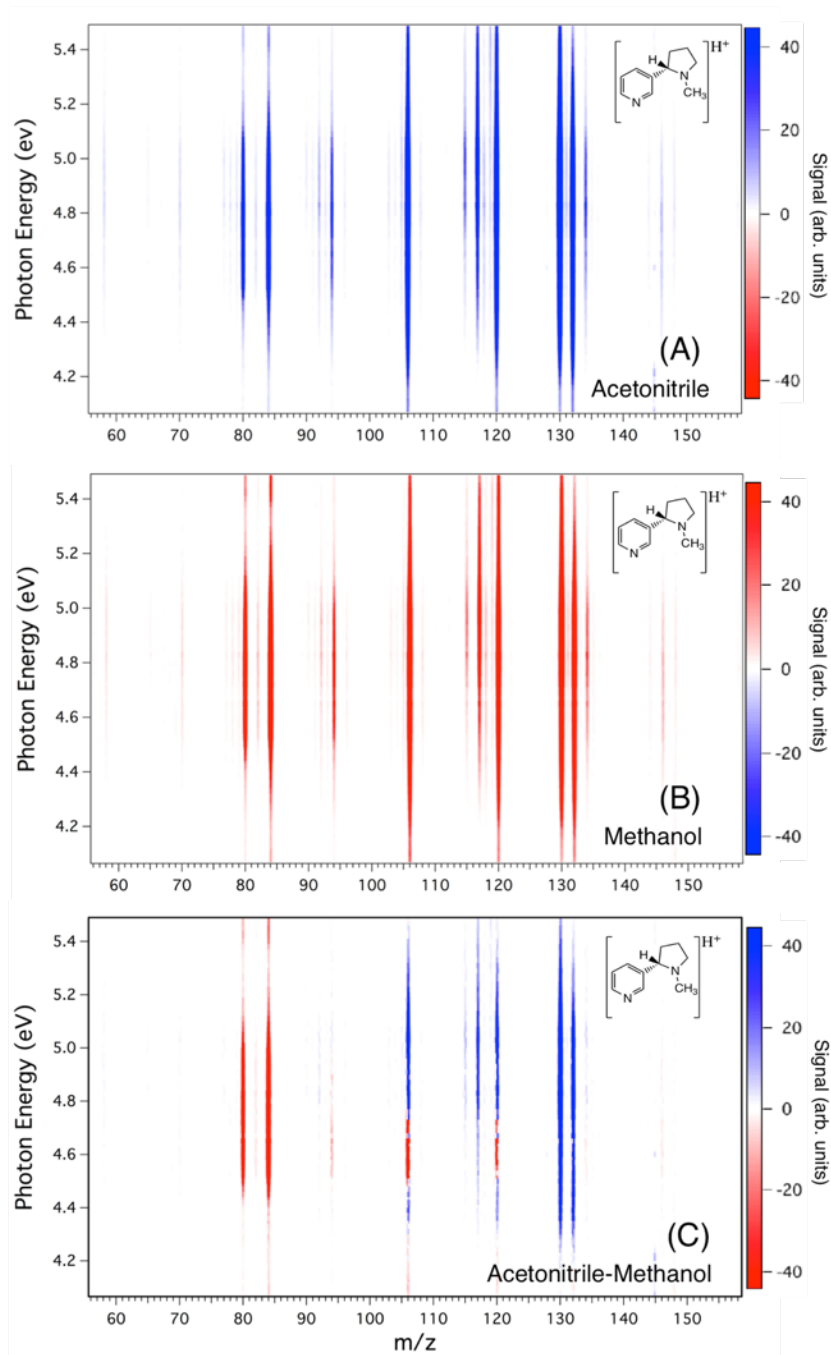 5.4
5.2
5.0
4.8
4.6
4.4
4.2
Photon Energy (ev)
60 70 80 90 100 110 120 130 140 150
H+
H
N
CH3
N
(A)
Acetonitrile
40
20
0
-20
-40
Signal (arb. units)
5.4
5.2
5.0
4.8
4.6
4.4
4.2
Photon Energy (eV)
60 70 80 90 100 110 120 130 140 150
H+
H
N
CH3
N
(B)
Methanol
40
20
0
-20
-40
Signal (arb. units)
5.4
5.2
5.0
4.8
4.6
4.4
4.2
Photon Energy (eV)
60 70 80 90 100 110 120 130 140 150
m/z
H+
H
N
CH3
N
(C)
Acetonitrile-Methanol
40
20
0
-20
-40
Signal (arb. units)